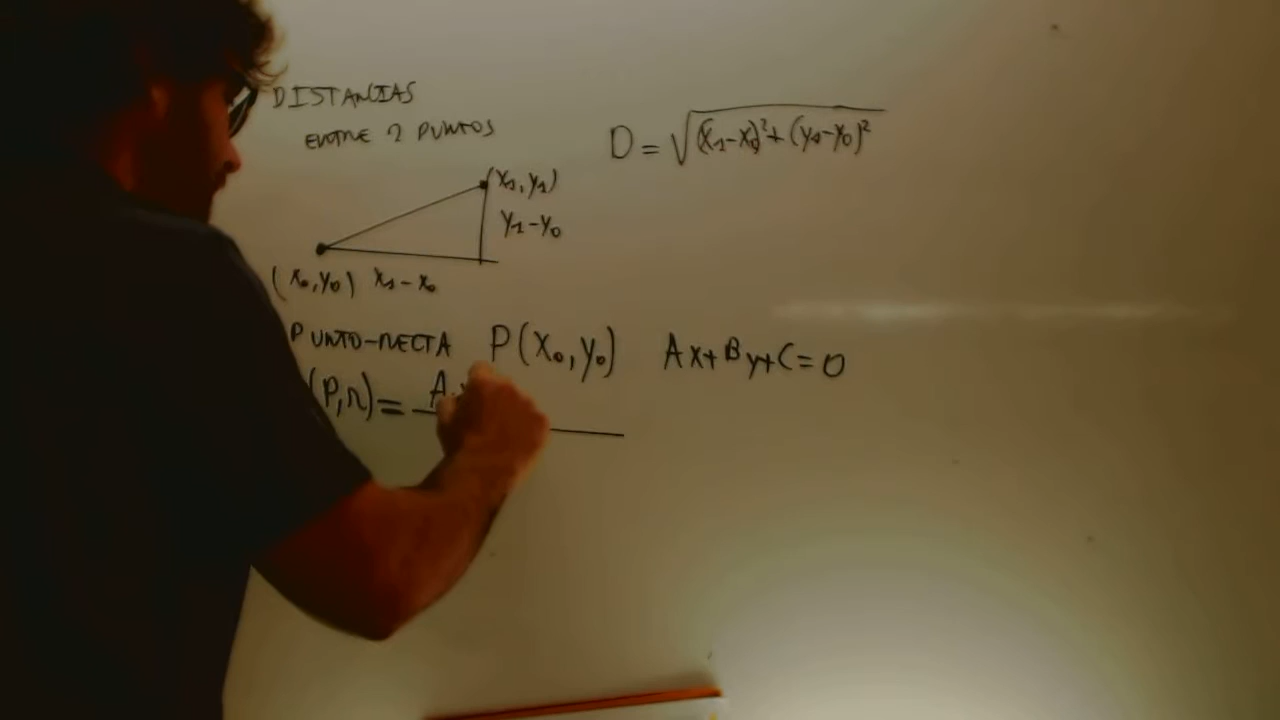 DISTANCIAS
ENTRE 2 PUNTOS
D = √(x₁-x₀)²+(y₁-y₀)²
(x₁,y₁)
y₁-y₀
(x₀,y₀) x₁-x₀
PUNTO-RECTA P(x₀,y₀) Ax+By+C=0
(P,r)= A·